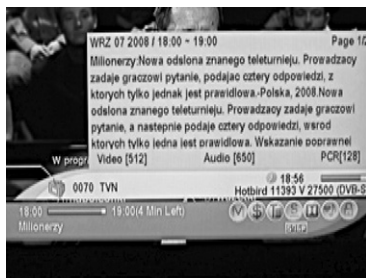 WRZ 07 2008 / 18:00 ~ 19:00 Page 1/2
Milionerzy:Nowa odslona znanego teleturnieju. Prowadzacy
zadaje graczowi pytanie, podajac cztery odpowiedzi, z
ktorych tylko jednak jest prawidlowa.-Polska, 2008.Nowa
odslona znanego teleturnieju. Prowadzacy zadaje graczowi
pytanie, a nastepnie podaje cztery odpowiedzi, wsrod
ktorych tylko jedna jest prawidlowa. Wskazanie poprawnej
Video [512] Audio [650] PCR[128]
W progr
18:56
0070 TVN
Hotbird 11393 V 27500 (DVB-S
18:00 19:00(4 Min Left)
Milionerzy